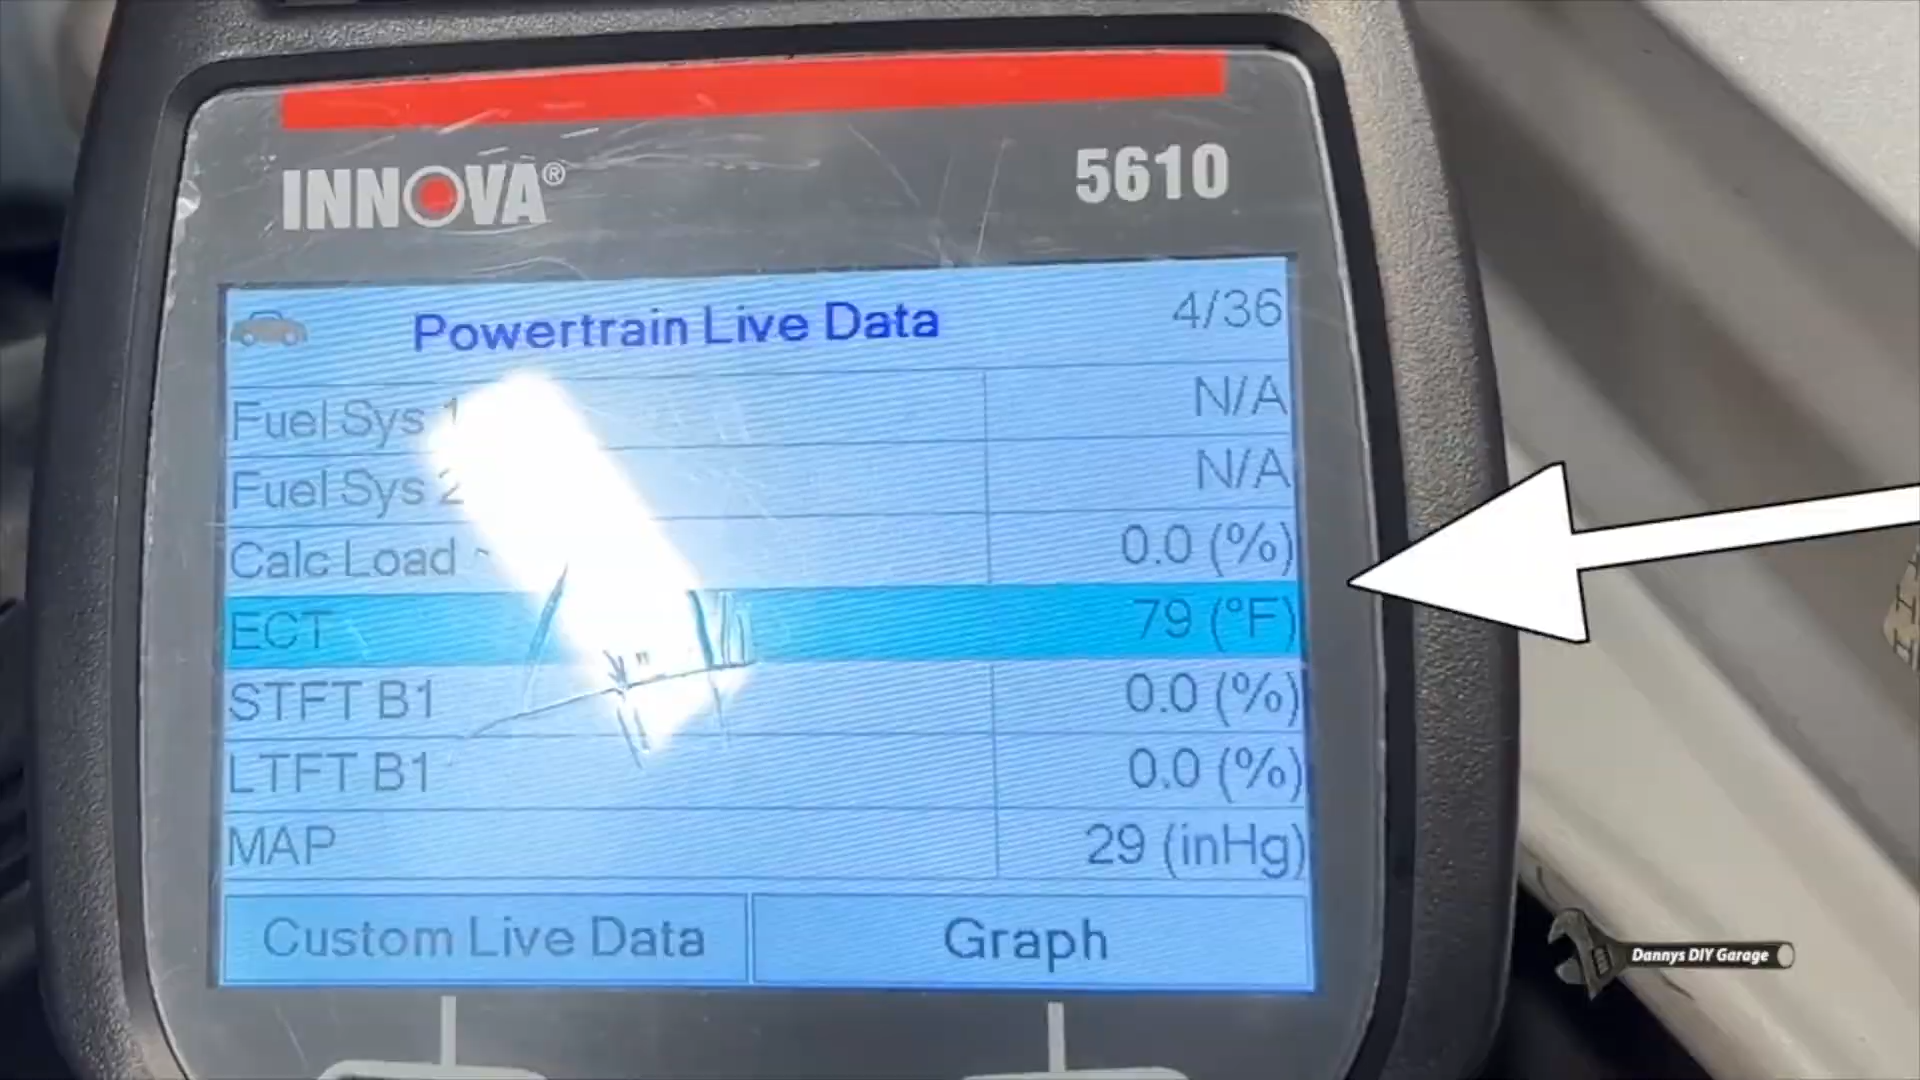 INNOVA® 5610
Powertrain Live Data 4/36
Fuel Sys 1 N/A
Fuel Sys 2 N/A
Calc Load 0.0 (%)
ECT 79 (°F)
STFT B1 0.0 (%)
LTFT B1 0.0 (%)
MAP 29 (inHg)
Custom Live Data Graph
Dannys DIY Garage